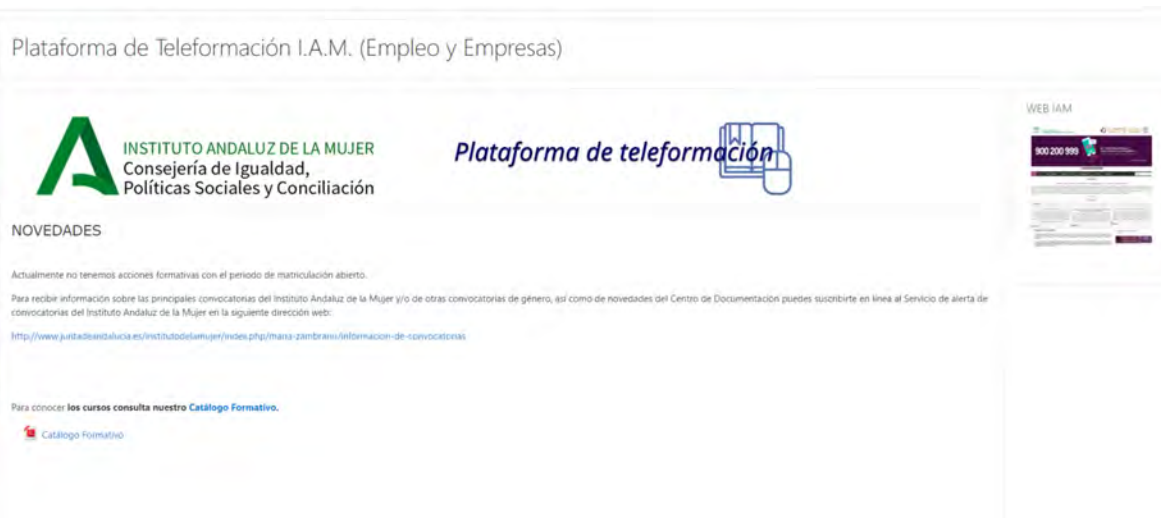 Plataforma de Teleformación I.A.M. (Empleo y Empresas)
INSTITUTO ANDALUZ DE LA MUJER
Consejería de Igualdad,
Políticas Sociales y Conciliación
Plataforma de teleformación
NOVEDADES
Actualmente no tenemos acciones formativas con el periodo de matriculación abierto.
Para recibir información sobre las principales convocatorias del Instituto Andaluz de la Mujer y/o de otras convocatorias de género, así como de novedades del Centro de Documentación puedes suscribirte en línea al Servicio de alerta de
convocatorias del Instituto Andaluz de la Mujer en la siguiente dirección web:
http://www.juntadeandalucia.es/institutodelamujer/index.php/maria-zambrano/informacion-de-convocatorias
Para conocer los cursos consulta nuestro Catálogo Formativo.
Catálogo Formativo
WEB IAM
900 200 999